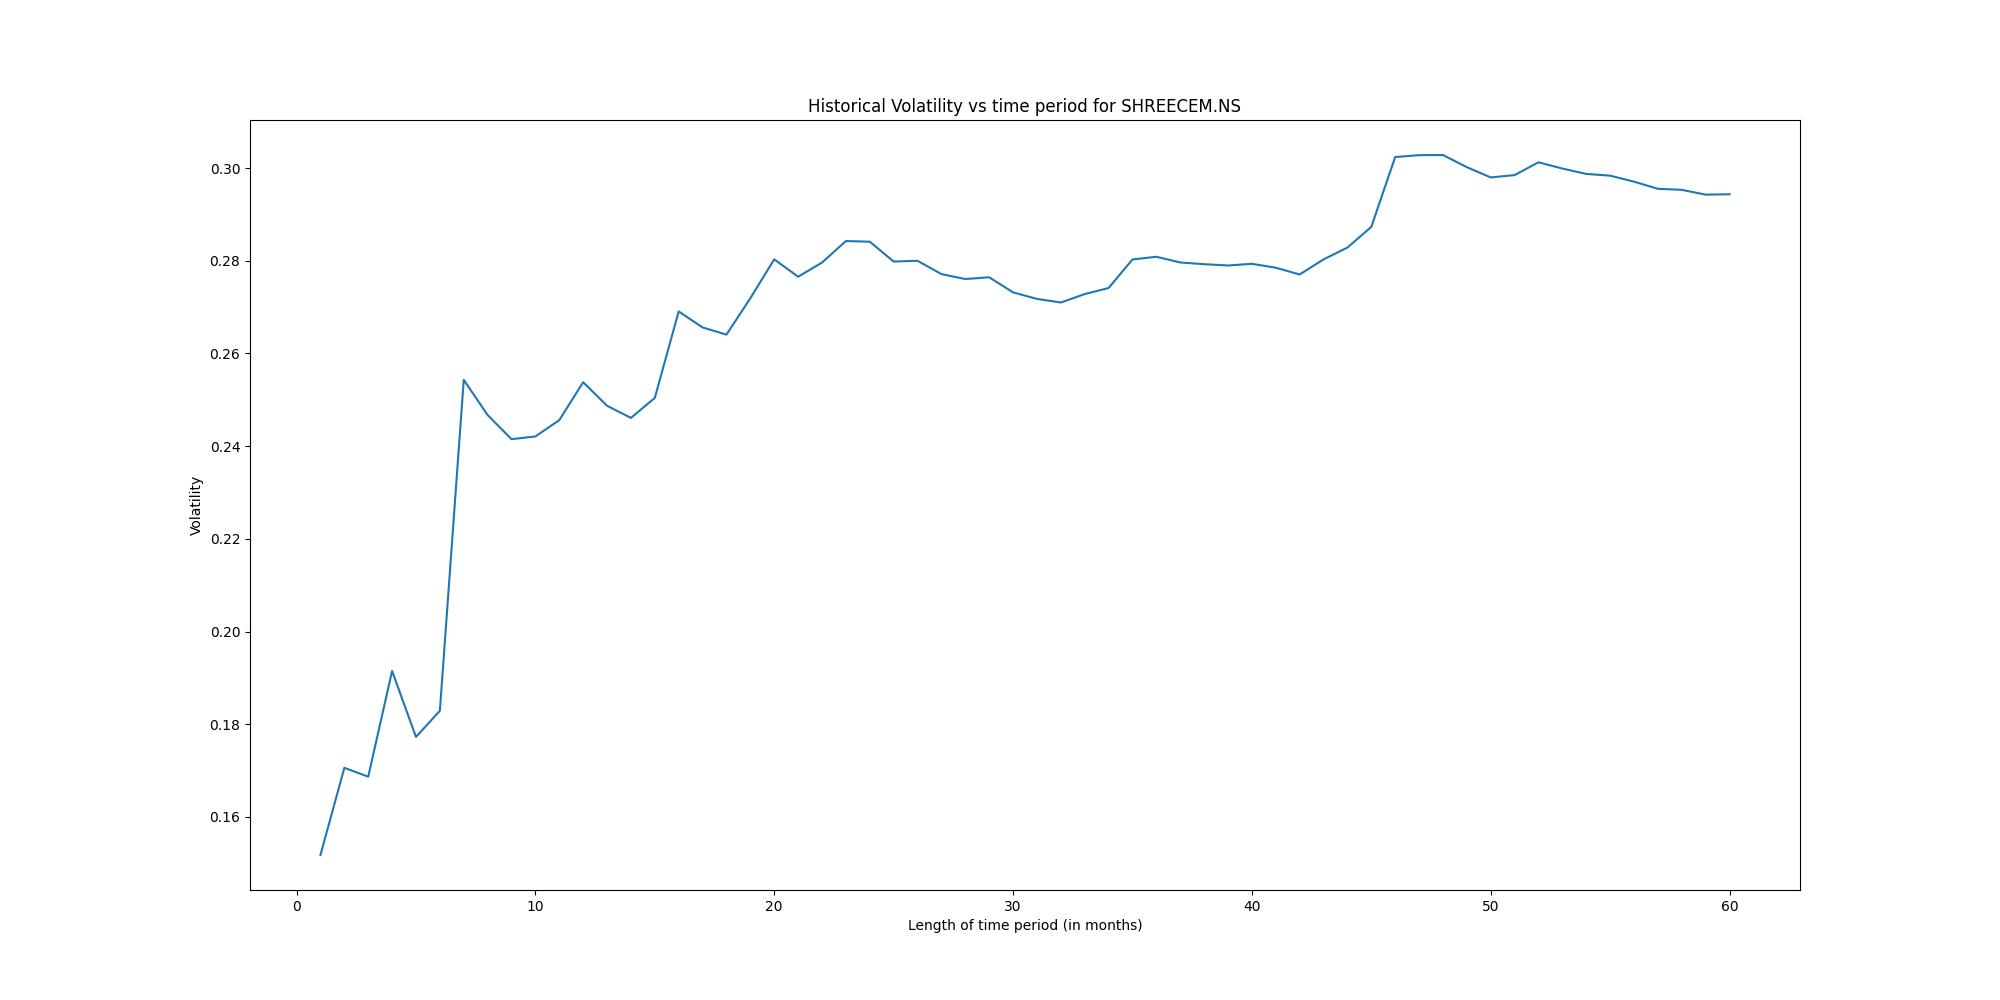 Historical Volatility vs time period for SHREECEM.NS
0.30
0.28
0.26
0.24
0.22
0.20
0.18
0.16
Volatility
0 10 20 30 40 50 60
Length of time period (in months)